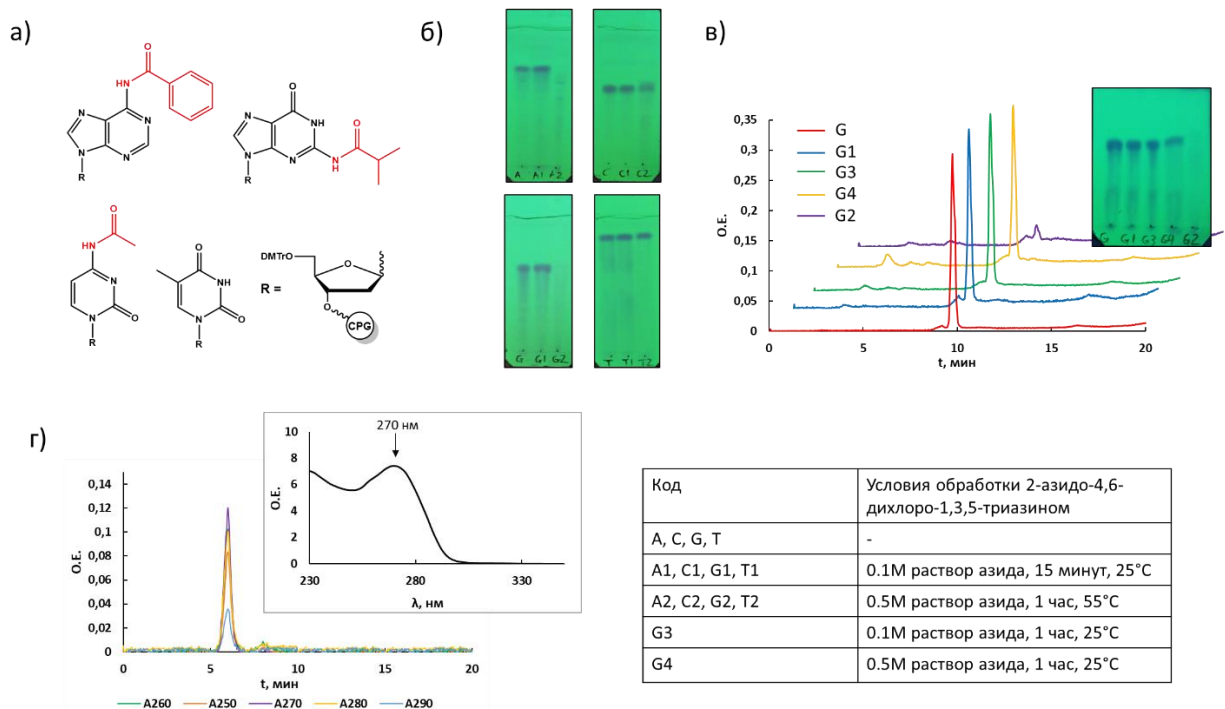 а)
O
HN
N
N
N
N
R
O
N
NH
O
N
N
N
H
R
O
HN
N
N
O
R
O
NH
N
O
R
DMTrO
O
R =
O
CPG
б)
A A1 A2
C C1 C2
G G1 G2
T T1 T2
в)
0,35
0,3
0,25
0,2
О.Е.
0,15
0,1
0,05
0
0 5 10 15 20
t, мин
G
G1
G3
G4
G2
G G1 G3 G4 G2
г)
0,14
0,12
0,1
0,08
О.Е.
0,06
0,04
0,02
0
0 5 10 15 20
t, мин
A260 A250 A270 A280 A290
270 нм
10
8
6
О.Е.
4
2
0
230 280 330
λ, нм
Код Условия обработки 2-азидо-4,6-
дихлоро-1,3,5-триазином
A, C, G, T -
A1, C1, G1, T1 0.1M раствор азида, 15 минут, 25°C
A2, C2, G2, T2 0.5M раствор азида, 1 час, 55°C
G3 0.1M раствор азида, 1 час, 25°C
G4 0.5M раствор азида, 1 час, 25°C